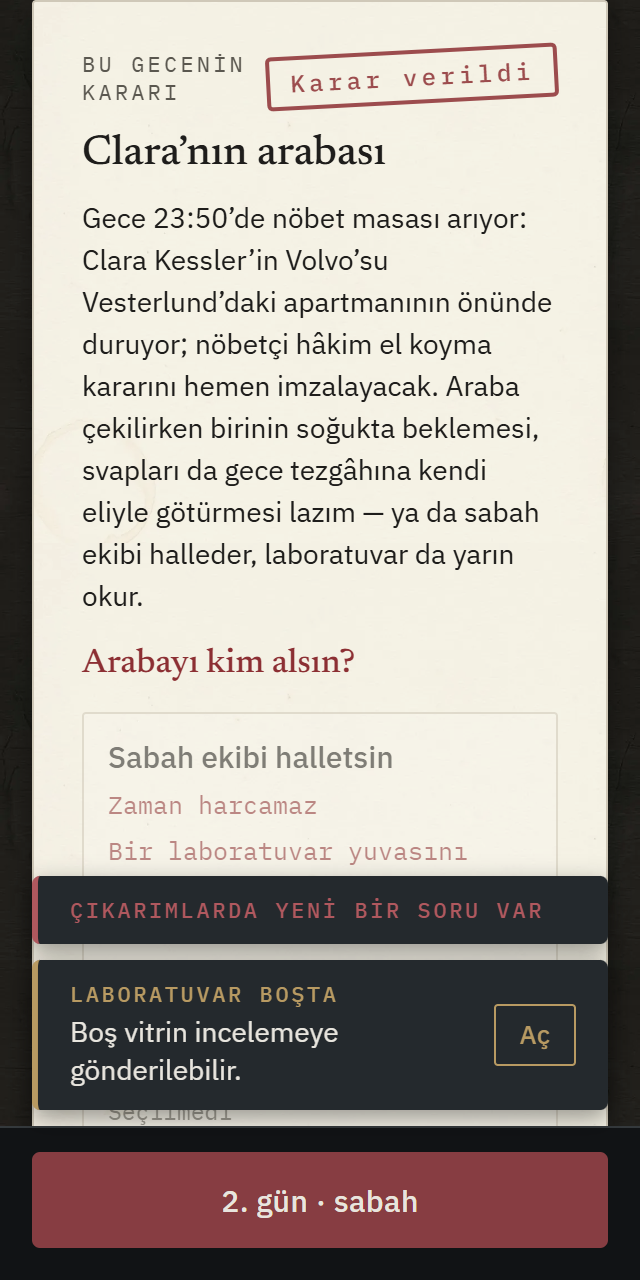 BU GECENİN
KARARI
Karar verildi
Clara’nın arabası
Gece 23:50’de nöbet masası arıyor:
Clara Kessler’in Volvo’su
Vesterlund’daki apartmanının önünde
duruyor; nöbetçi hâkim el koyma
kararını hemen imzalayacak. Araba
çekilirken birinin soğukta beklemesi,
svapları da gece tezgâhına kendi
eliyle götürmesi lazım — ya da sabah
ekibi halleder, laboratuvar da yarın
okur.
Arabayı kim alsın?
Sabah ekibi halletsin
Zaman harcamaz
Bir laboratuvar yuvasını
ÇIKARIMLARDA YENİ BİR SORU VAR
LABORATUVAR BOŞTA
Boş vitrin incelemeye
gönderilebilir.
Aç
Seçilmedi
2. gün · sabah